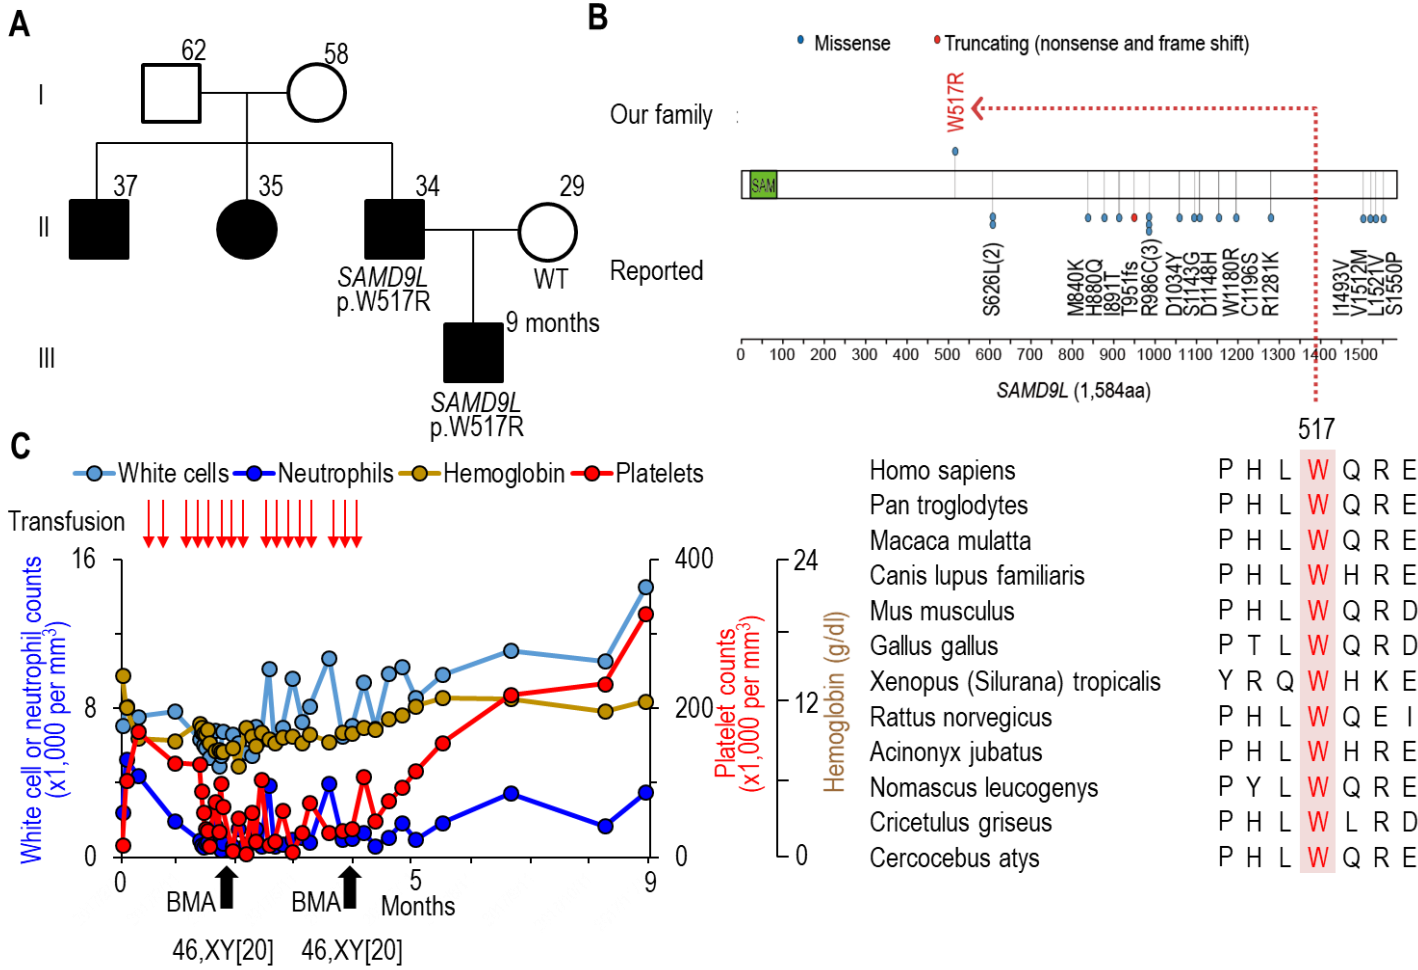 A
62
58
I
37
35
34
29
II
SAMD9L
p.W517R
WT
9 months
III
SAMD9L
p.W517R
B
Missense
Truncating (nonsense and frame shift)
Our family :
W517R
SAM
Reported
S626L(2)
M840K
H880Q
I891T
T951fs
R986C(3)
D1034Y
S1143G
D1148H
W1180R
C1196S
R1281K
I1493V
V1512M
L1521V
S1550P
0 100 200 300 400 500 600 700 800 900 1000 1100 1200 1300 1400 1500
SAMD9L (1,584aa)
517
Homo sapiens P H L W Q R E
Pan troglodytes P H L W Q R E
Macaca mulatta P H L W Q R E
Canis lupus familiaris P H L W H R E
Mus musculus P H L W Q R D
Gallus gallus P T L W Q R D
Xenopus (Silurana) tropicalis Y R Q W H K E
Rattus norvegicus P H L W Q E I
Acinonyx jubatus P H L W H R E
Nomascus leucogenys P Y L W Q R E
Cricetulus griseus P H L W L R D
Cercocebus atys P H L W Q R E
C
White cells Neutrophils Hemoglobin Platelets
Transfusion
White cell or neutrophil counts
(x1,000 per mm3)
16
8
0
400
200
0
Platelet counts
(x1,000 per mm3)
24
12
0
Hemoglobin (g/dl)
0 5 9
BMA BMA Months
46,XY[20] 46,XY[20]